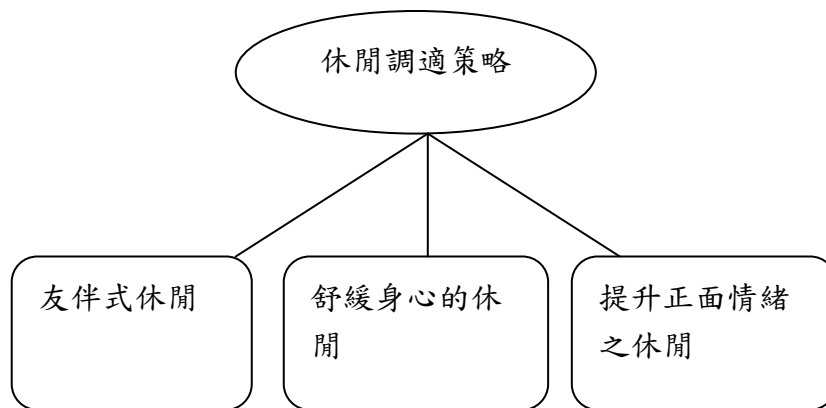 休閒調適策略
友伴式休閒
舒緩身心的休
閒
提升正面情緒
之休閒